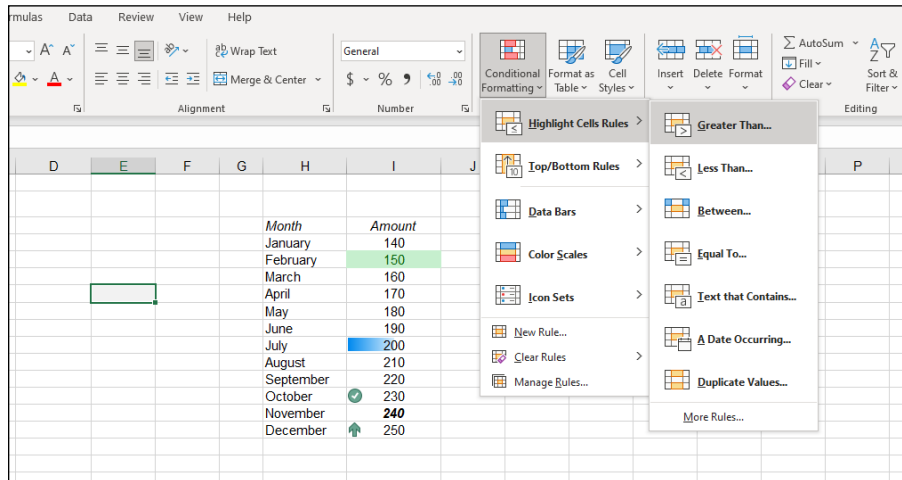 rmulas Data Review View Help
A^ A˅ ab Wrap Text General AutoSum
$ % 9 Merge & Center Conditional Formatting Format as Table Cell Styles Insert Delete Format Fill Sort & Filter
A .00 .0 Clear
Alignment Number Editing
Highlight Cells Rules Greater Than...
D E F G H I J P
Top/Bottom Rules Less Than...
10
Data Bars Between...
Month Amount
January 140
Color Scales Equal To...
February 150
March 160
April 170
Icon Sets Text that Contains...
May 180
June 190
New Rule... A Date Occurring...
July 200
Clear Rules
August 210
September 220
Manage Rules... Duplicate Values...
October 230
November 240
More Rules...
December 250